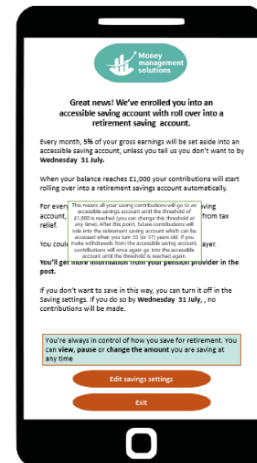 Money
management
solutions
Great news! We've enrolled you into an
accessible saving account with roll over into a
retirement saving account.
Every month, 5% of your gross earnings will be set aside into an
accessible saving account, unless you tell us you don't want to by
Wednesday 31 July.
When your balance reaches £1,000 your contributions will start
rolling over into a retirement savings account automatically.
For ever
account,
relief.
You coul
ving
from tax
ayer.
This means all your saving contributions will go to an
accessible savings account until the threshold of
£1,000 is reached (you can change this threshold at
any time). After this point, future contributions will
role into the retirement saving account which can be
accessed when you turn 55 (or 57) years old. If you
make withdrawals from the accessible saving account,
contributions will once again go into the accessible
account until the threshold is reached again.
You'll get more information from your pension provider in the
post.
If you don't want to save in this way, you can turn it off in the
Saving settings. If you do so by Wednesday 31 July, , no
contributions will be made.
You're always in control of how you save for retirement. You
can view, pause or change the amount you are saving at
any time
Edit savings settings
Exit